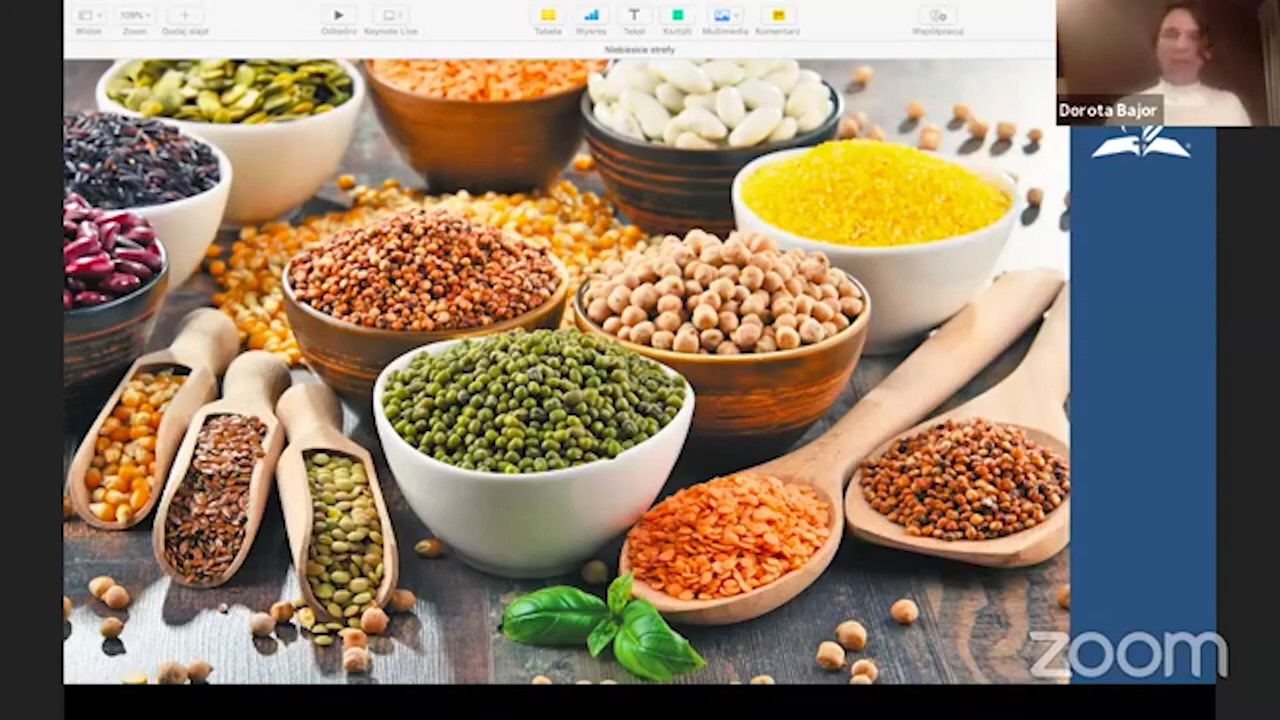 Widok
109%
Zoom
Dodaj slajd
Odtwórz
Keynote Live
Tabela
Wykres
T
Tekst
Kształt
Multimedia
Komentarz
Współpracuj
Niebieskie strefy
Dorota Bajor
zoom